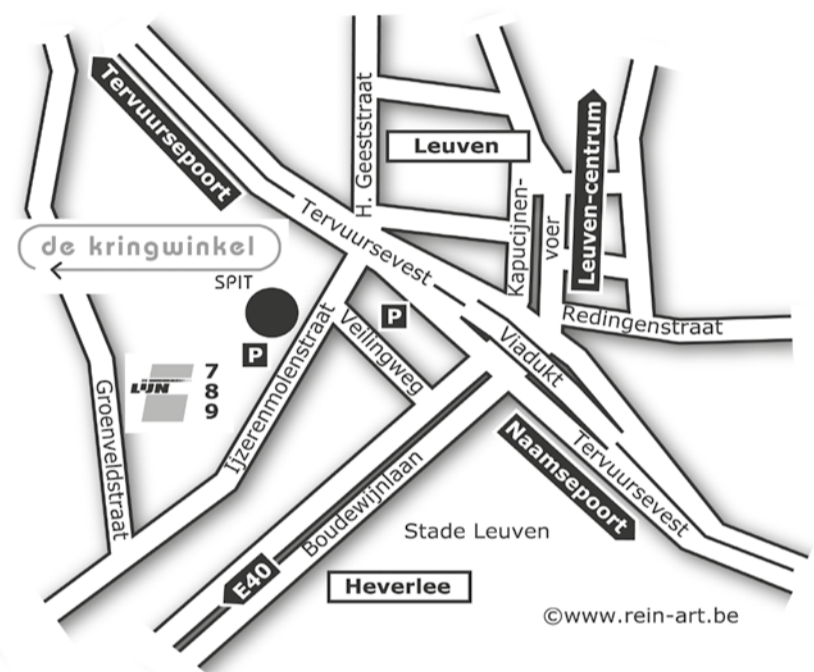 Tervuursepoort
H. Geeststraat
Leuven
Kapucijnen-
voer
Leuven-centrum
de kringwinkel
SPIT
Tervuursevest
P
P
Redingenstraat
Viadukt
Veilingweg
Ijzerenmolenstraat
LIJN
7
8
9
Groenveldstraat
Naamsepoort
Tervuursevest
Boudewijnlaan
Stade Leuven
E40
Heverlee
©www.rein-art.be